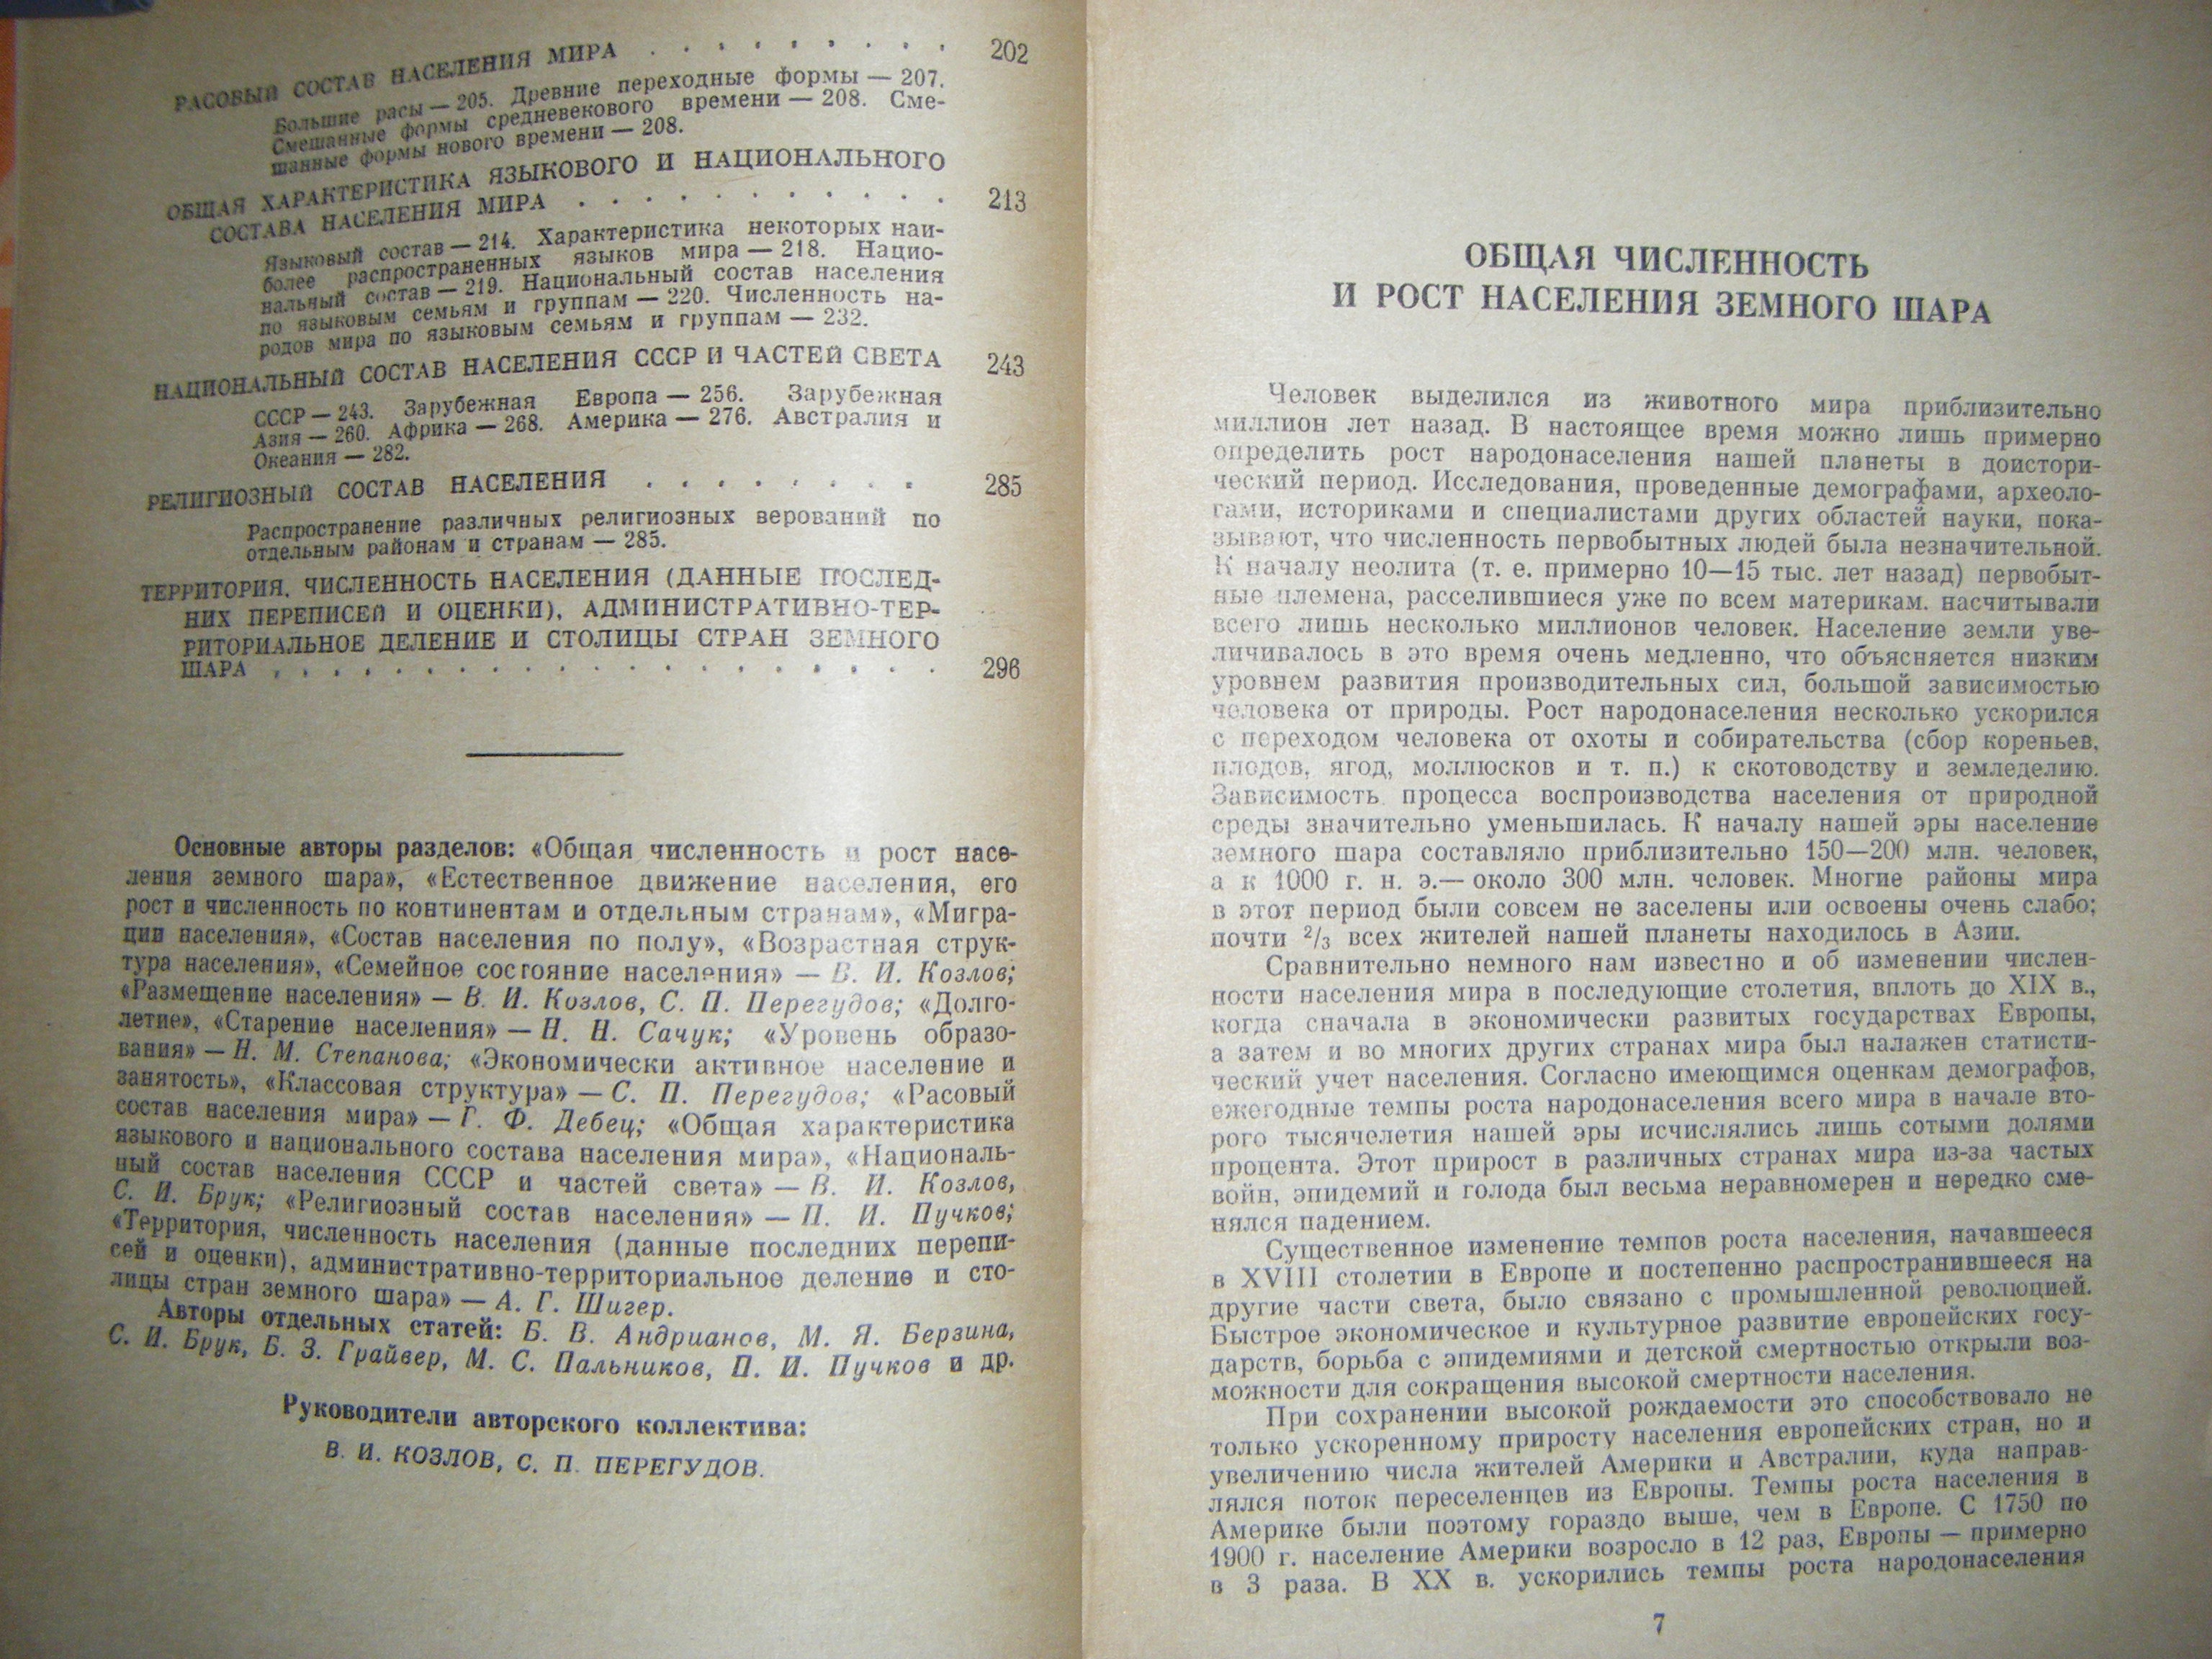 РАСОВЫЙ СОСТАВ НАСЕЛЕНИЯ МИРА . . . . . . . . . 202
Большие расы — 205. Древние переходные формы — 207.
Смешанные формы средневекового времени — 208. Сме-
шанные формы нового времени — 208.
ОБЩАЯ ХАРАКТЕРИСТИКА ЯЗЫКОВОГО И НАЦИОНАЛЬНОГО
СОСТАВА НАСЕЛЕНИЯ МИРА . . . . . . . . . . 213
Языковый состав — 214. Характеристика некоторых наи-
более распространенных языков мира — 218. Нацио-
нальный состав — 219. Национальный состав населения
по языковым семьям и группам — 220. Численность на-
родов мира по языковым семьям и группам — 232.
НАЦИОНАЛЬНЫЙ СОСТАВ НАСЕЛЕНИЯ СССР И ЧАСТЕЙ СВЕТА 243
СССР — 243. Зарубежная Европа — 256. Зарубежная
Азия — 260. Африка — 268. Америка — 276. Австралия и
Океания — 282.
РЕЛИГИОЗНЫЙ СОСТАВ НАСЕЛЕНИЯ . . . . . . . . 285
Распространение различных религиозных верований по
отдельным районам и странам — 285.
ТЕРРИТОРИЯ, ЧИСЛЕННОСТЬ НАСЕЛЕНИЯ (ДАННЫЕ ПОСЛЕД-
НИХ ПЕРЕПИСЕЙ И ОЦЕНКИ), АДМИНИСТРАТИВНО-ТЕР-
РИТОРИАЛЬНОЕ ДЕЛЕНИЕ И СТОЛИЦЫ СТРАН ЗЕМНОГО
ШАРА . . . . . . . . . . . . . . . . . . . . . . 296
Основные авторы разделов: «Общая численность и рост насе-
ления земного шара», «Естественное движение населения, его
рост и численность по континентам и отдельным странам», «Мигра-
ции населения», «Состав населения по полу», «Возрастная струк-
тура населения», «Семейное состояние населения» — В. И. Козлов;
«Размещение населения» — В. И. Козлов, С. П. Перегудов; «Долго-
летие», «Старение населения» — Н. Н. Сачук; «Уровень образо-
вания» — Н. М. Степанова; «Экономически активное население и
занятость», «Классовая структура» — С. П. Перегудов; «Расовый
состав населения мира» — Г. Ф. Дебец; «Общая характеристика
языкового и национального состава населения мира», «Националь-
ный состав населения СССР и частей света» — В. И. Козлов,
С. И. Брук; «Религиозный состав населения» — П. И. Пучков;
«Территория, численность населения (данные последних перепи-
сей и оценки), административно-территориальное деление и сто-
лицы стран земного шара» — А. Г. Шигер.
Авторы отдельных статей: Б. В. Андрианов, М. Я. Берзина,
С. И. Брук, Б. З. Грайвер, М. С. Пальников, П. И. Пучков и др.
Руководители авторского коллектива:
В. И. КОЗЛОВ, С. П. ПЕРЕГУДОВ.
ОБЩАЯ ЧИСЛЕННОСТЬ
И РОСТ НАСЕЛЕНИЯ ЗЕМНОГО ШАРА
Человек выделился из животного мира приблизительно
миллион лет назад. В настоящее время можно лишь примерно
определить рост народонаселения нашей планеты в доистори-
ческий период. Исследования, проведенные демографами, археоло-
гами, историками и специалистами других областей науки, пока-
зывают, что численность первобытных людей была незначительной.
К началу неолита (т. е. примерно 10—15 тыс. лет назад) первобыт-
ные племена, расселившиеся уже по всем материкам. насчитывали
всего лишь несколько миллионов человек. Население земли уве-
личивалось в это время очень медленно, что объясняется низким
уровнем развития производительных сил, большой зависимостью
человека от природы. Рост народонаселения несколько ускорился
с переходом человека от охоты и собирательства (сбор кореньев,
плодов, ягод, моллюсков и т. п.) к скотоводству и земледелию.
Зависимость процесса воспроизводства населения от природной
среды значительно уменьшилась. К началу нашей эры население
земного шара составляло приблизительно 150—200 млн. человек,
а к 1000 г. н. э.— около 300 млн. человек. Многие районы мира
в этот период были совсем не заселены или освоены очень слабо;
почти ²/₃ всех жителей нашей планеты находилось в Азии.
Сравнительно немного нам известно и об изменении числен-
ности населения мира в последующие столетия, вплоть до XIX в.,
когда сначала в экономически развитых государствах Европы,
а затем и во многих других странах мира был налажен статисти-
ческий учет населения. Согласно имеющимся оценкам демографов,
ежегодные темпы роста народонаселения всего мира в начале вто-
рого тысячелетия нашей эры исчислялись лишь сотыми долями
процента. Этот прирост в различных странах мира из-за частых
войн, эпидемий и голода был весьма неравномерен и нередко сме-
нялся падением.
Существенное изменение темпов роста населения, начавшееся
в XVIII столетии в Европе и постепенно распространившееся на
другие части света, было связано с промышленной революцией.
Быстрое экономическое и культурное развитие европейских госу-
дарств, борьба с эпидемиями и детской смертностью открыли воз-
можности для сокращения высокой смертности населения.
При сохранении высокой рождаемости это способствовало не
только ускоренному приросту населения европейских стран, но и
увеличению числа жителей Америки и Австралии, куда направ-
лялся поток переселенцев из Европы. Темпы роста населения в
Америке были поэтому гораздо выше, чем в Европе. С 1750 по
1900 г. население Америки возросло в 12 раз, Европы — примерно
в 3 раза. В XX в. ускорились темпы роста народонаселения
7